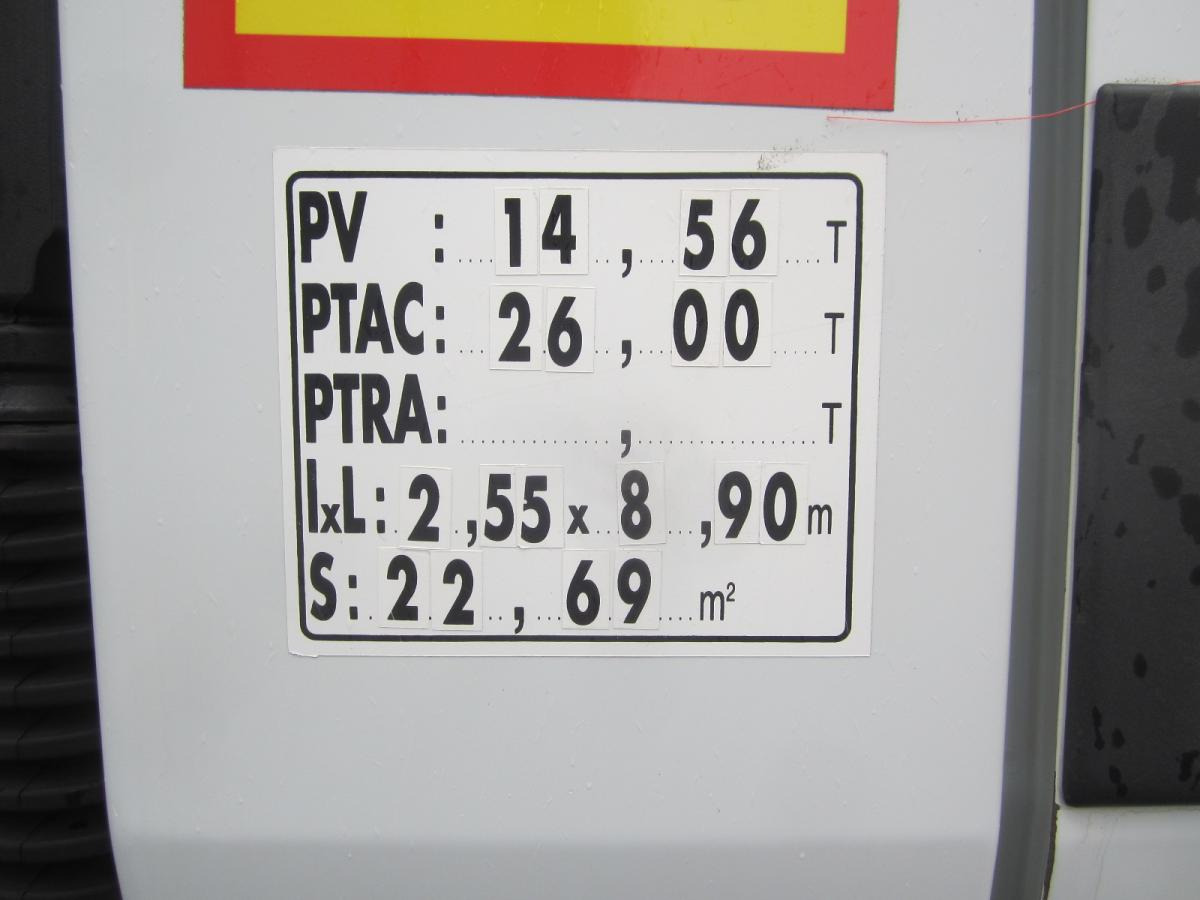 PV : 14 , 56 T
PTAC : 26 , 00 T
PTRA : , T
lxL : 2 ,55 x 8 ,90 m
S : 22 , 69 m²